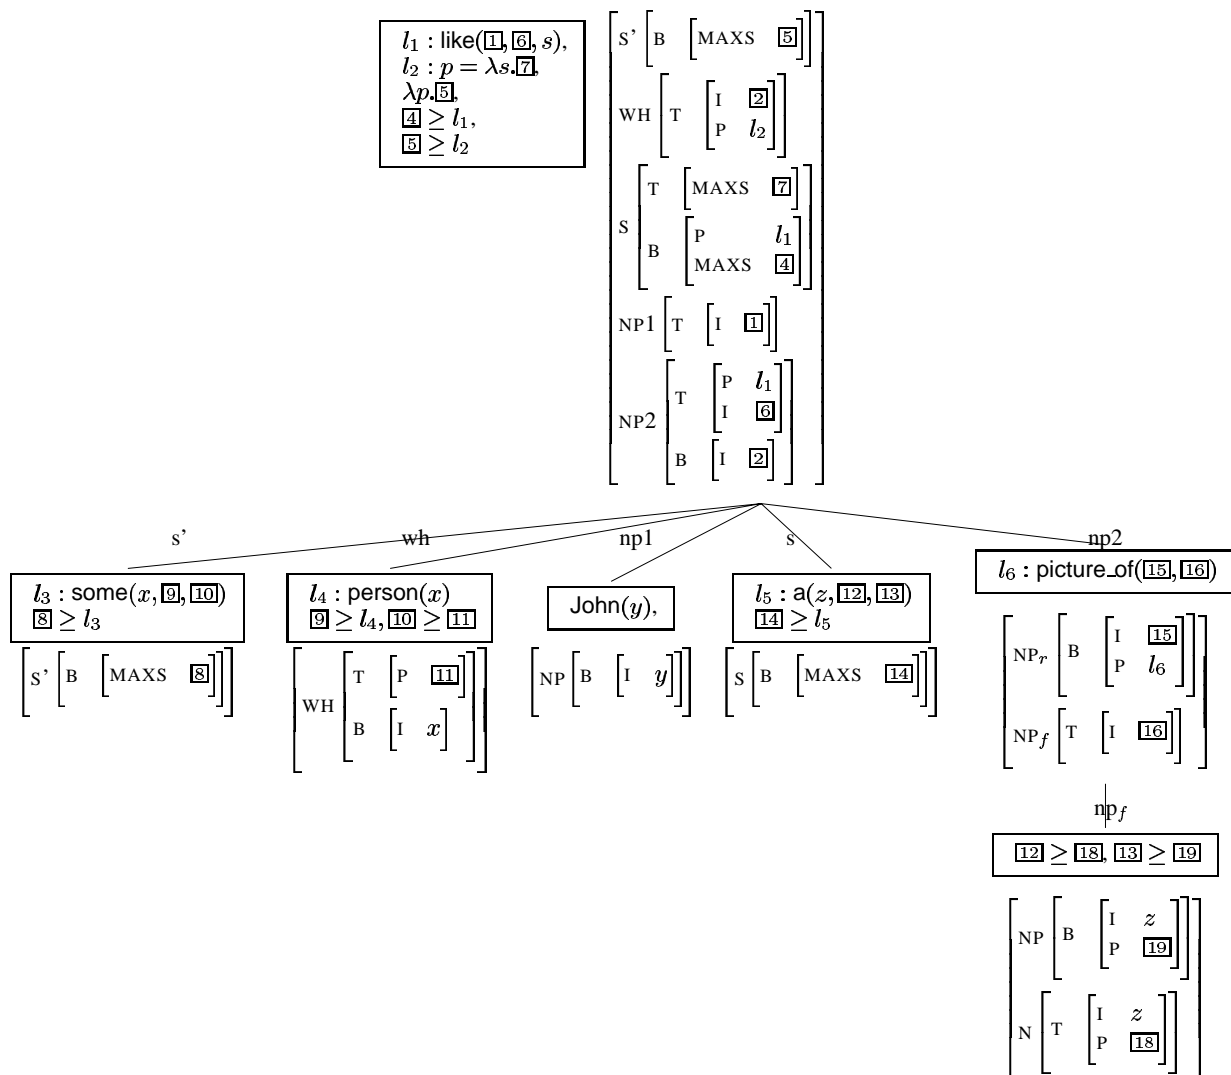 l1 : like(1, 6, s),
l2 : p = λs.7,
λp.5,
4 ≥ l1,
5 ≥ l2
S' B MAXS 5
WH T I 2
P l2
S T MAXS 7
B P l1
MAXS 4
NP1 T I 1
NP2 T P l1
I 6
B I 2
s' wh np1 s np2
l3 : some(x, 9, 10)
8 ≥ l3
S' B MAXS 8
l4 : person(x)
9 ≥ l4, 10 ≥ 11
WH T P 11
B I x
John(y),
NP B I y
l5 : a(z, 12, 13)
14 ≥ l5
S B MAXS 14
l6 : picture_of(15, 16)
NPr B I 15
P l6
NPf T I 16
npf
12 ≥ 18, 13 ≥ 19
NP B I z
P 19
N T I z
P 18